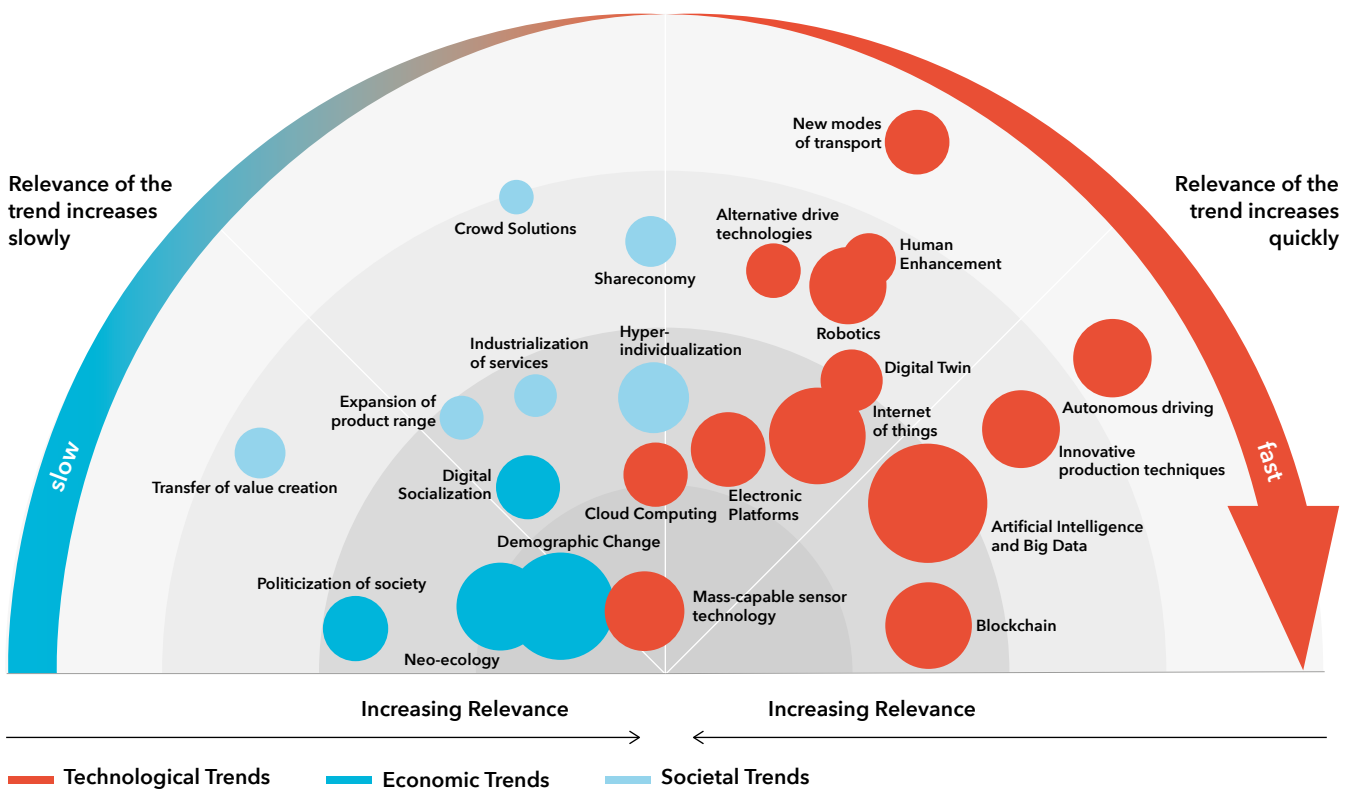 New modes
of transport
Relevance of the
trend increases
slowly
Relevance of the
trend increases
quickly
Crowd Solutions
Shareconomy
Alternative drive
technologies
Human
Enhancement
Robotics
Industrialization
of services
Hyper-
individualization
Digital Twin
Expansion of
product range
Internet
of things
Autonomous driving
Innovative
production techniques
slow
fast
Transfer of value creation
Digital
Socialization
Cloud Computing
Electronic
Platforms
Artificial Intelligence
and Big Data
Demographic Change
Politicization of society
Mass-capable sensor
technology
Blockchain
Neo-ecology
Increasing Relevance
Increasing Relevance
Technological Trends
Economic Trends
Societal Trends